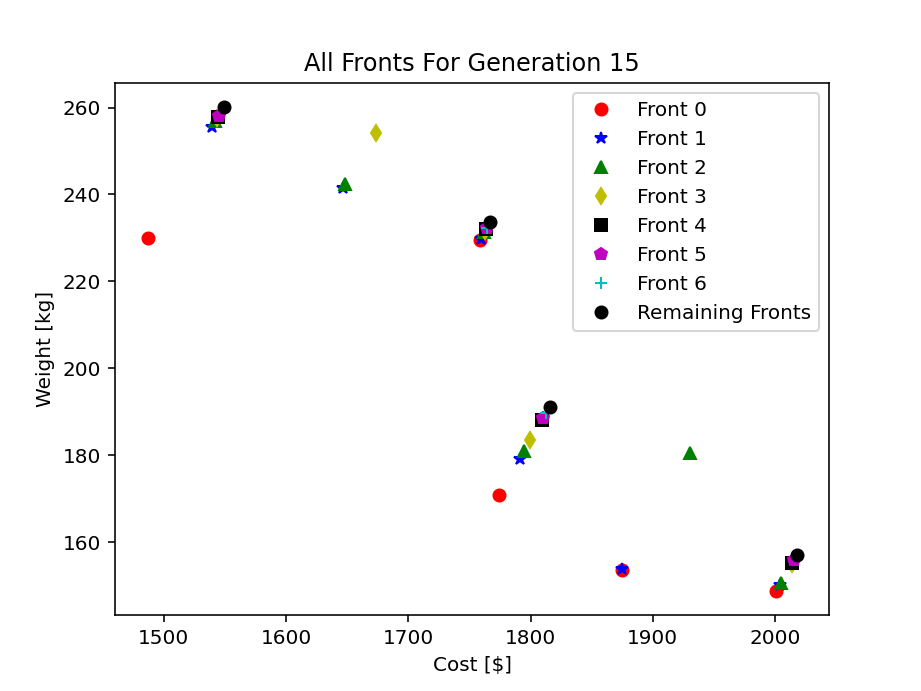 All Fronts For Generation 15
260
240
220
200
180
160
Weight [kg]
1500
1600
1700
1800
1900
2000
Cost [$]
Front 0
Front 1
Front 2
Front 3
Front 4
Front 5
Front 6
Remaining Fronts